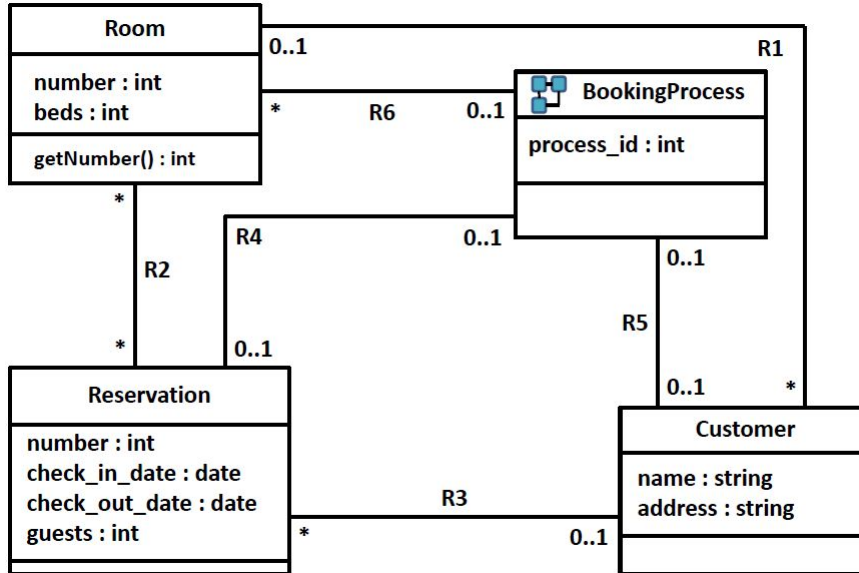 Room
number : int
beds : int
getNumber() : int
0..1
R1
*
R6
0..1
BookingProcess
process_id : int
*
R2
*
R4
0..1
0..1
0..1
R5
0..1
*
Reservation
number : int
check_in_date : date
check_out_date : date
guests : int
R3
*
0..1
Customer
name : string
address : string